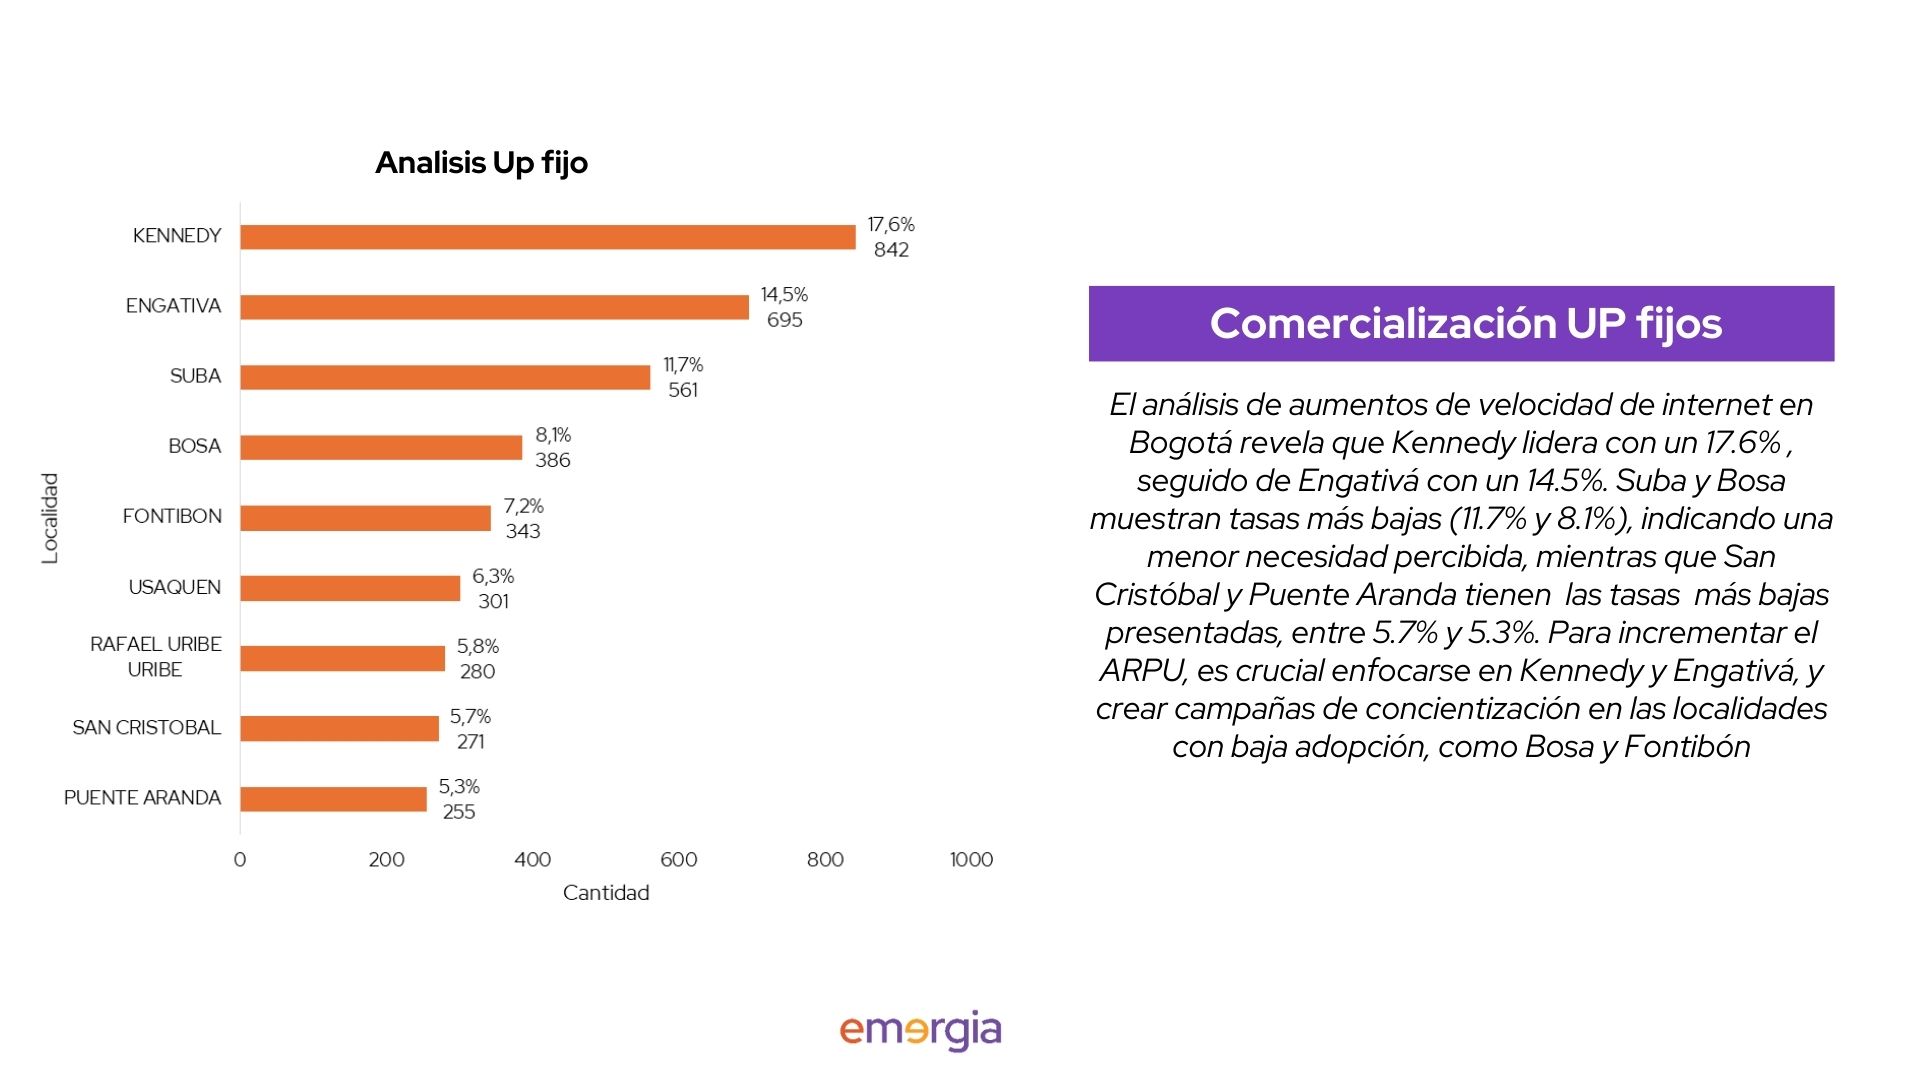 Analisis Up fijo
KENNEDY
17,6%
842
ENGATIVA
14,5%
695
SUBA
11,7%
561
BOSA
8,1%
386
FONTIBON
7,2%
343
USAQUEN
6,3%
301
RAFAEL URIBE
URIBE
5,8%
280
SAN CRISTOBAL
5,7%
271
PUENTE ARANDA
5,3%
255
Localidad
0 200 400 600 800 1000
Cantidad
Comercialización UP fijos
El análisis de aumentos de velocidad de internet en
Bogotá revela que Kennedy lidera con un 17.6% ,
seguido de Engativá con un 14.5%. Suba y Bosa
muestran tasas más bajas (11.7% y 8.1%), indicando una
menor necesidad percibida, mientras que San
Cristóbal y Puente Aranda tienen  las tasas  más bajas
presentadas, entre 5.7% y 5.3%. Para incrementar el
ARPU, es crucial enfocarse en Kennedy y Engativá, y
crear campañas de concientización en las localidades
con baja adopción, como Bosa y Fontibón
emergia